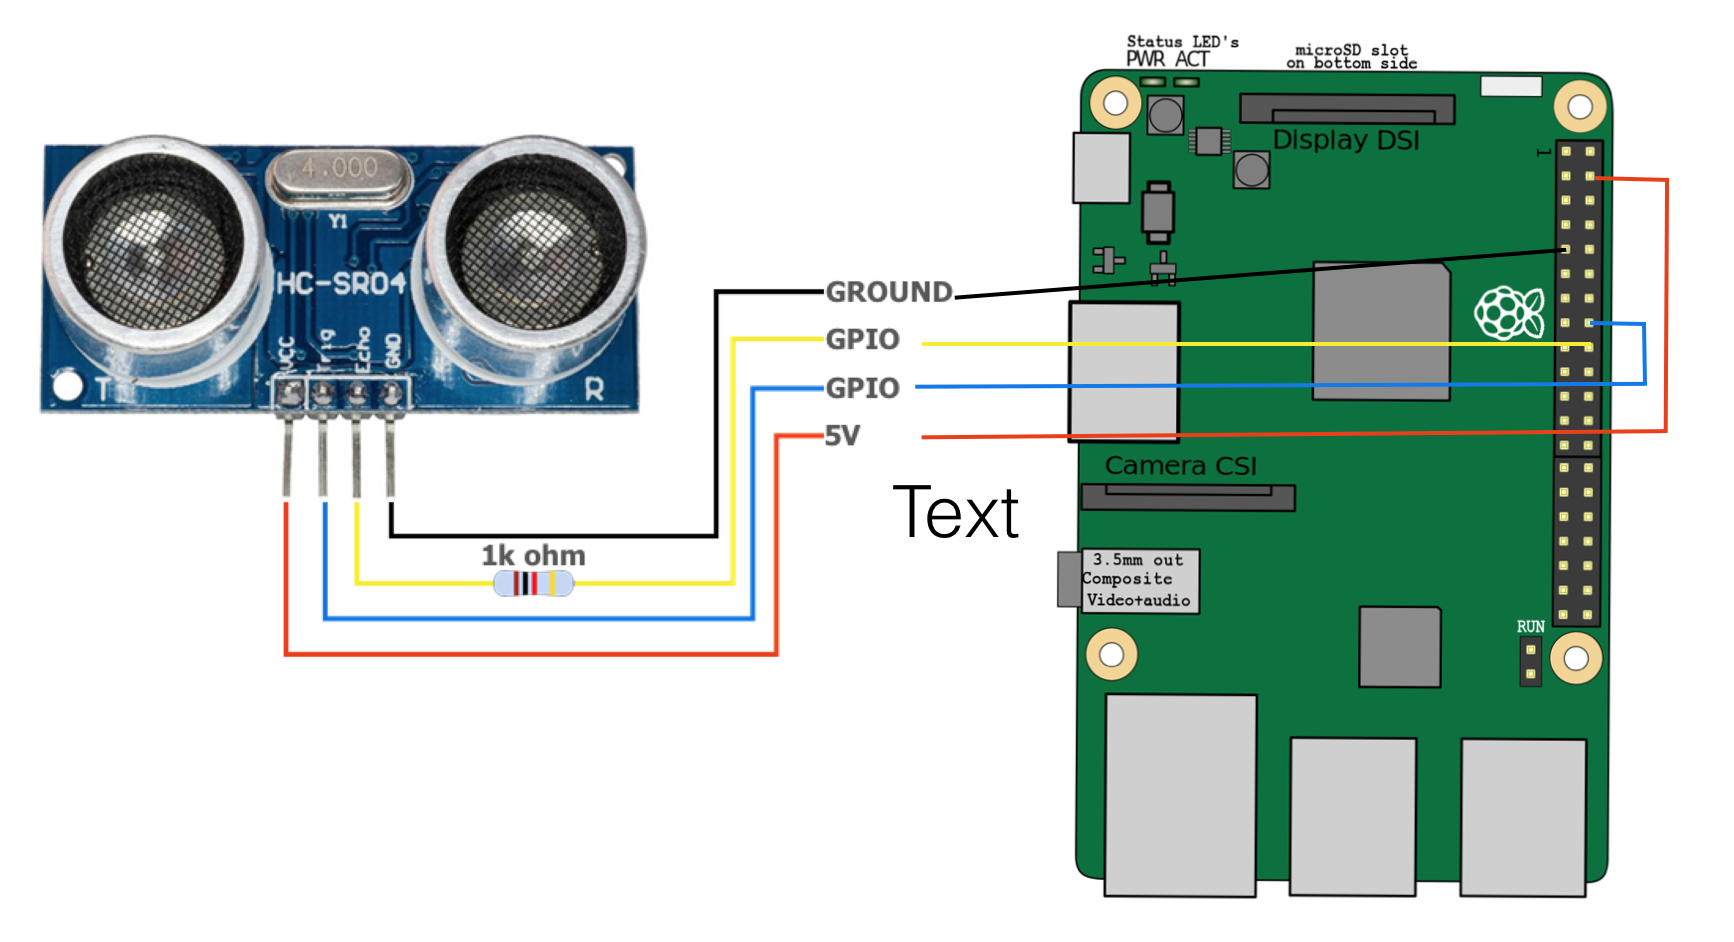 Status LED's
PWR ACT
microSD slot
on bottom side
Display DSI
1
4.000
Y1
HC-SR04
VCC
Trig
Echo
GND
T
R
GROUND
GPIO
GPIO
5V
Camera CSI
Text
1k ohm
3.5mm out
Composite
Video+audio
RUN